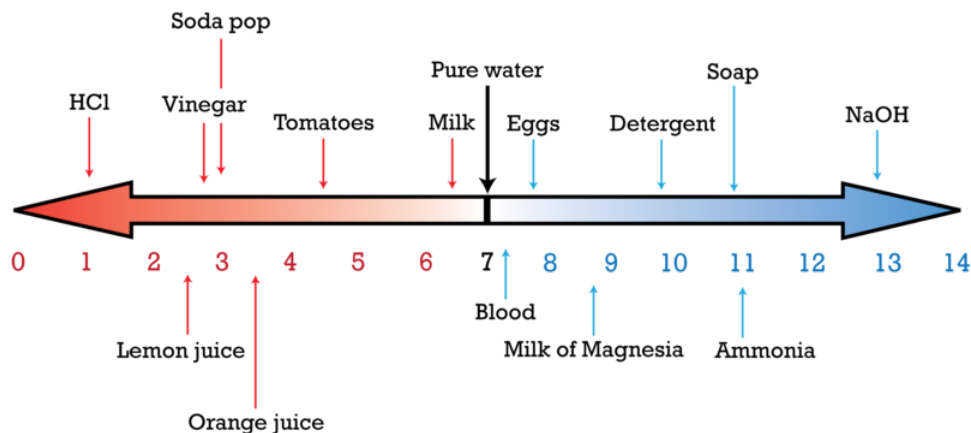 Soda pop
Pure water
Soap
HCl
Vinegar
NaOH
Tomatoes
Milk
Eggs
Detergent
0 1 2 3 4 5 6 7 8 9 10 11 12 13 14
Blood
Lemon juice
Milk of Magnesia
Ammonia
Orange juice